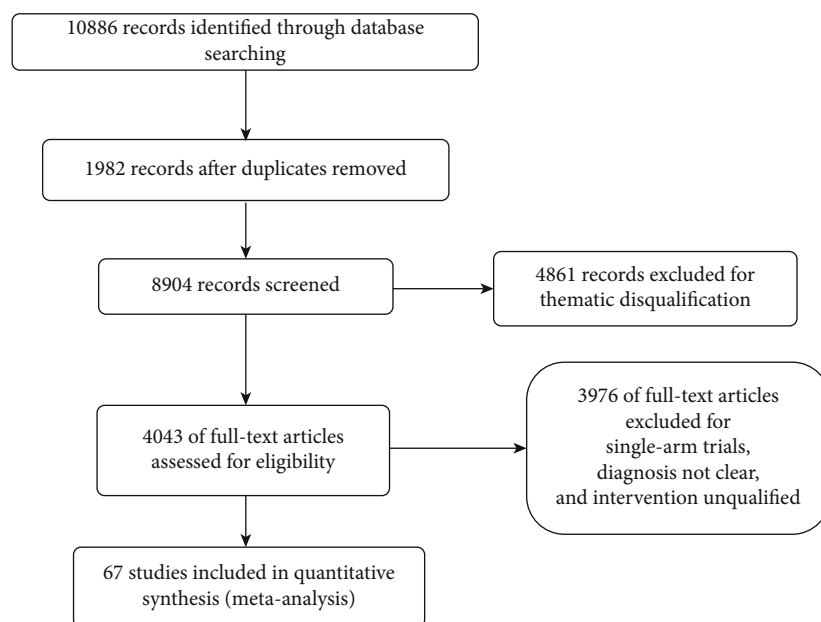 10886 records identified through database
searching
1982 records after duplicates removed
8904 records screened
4861 records excluded for
thematic disqualification
4043 of full-text articles
assessed for eligibility
3976 of full-text articles
excluded for
single-arm trials,
diagnosis not clear,
and intervention unqualified
67 studies included in quantitative
synthesis (meta-analysis)